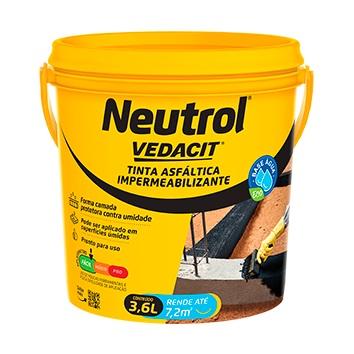 Neutrol®
VEDACIT®
TINTA ASFÁLTICA
IMPERMEABILIZANTE
BASE ÁGUA
Forma camada
protetora contra umidade
Pode ser aplicado em
superfícies úmidas
Pronto para uso
FÁCIL
PRO
CONTEÚDO
3,6L
RENDE ATÉ
7,2m²